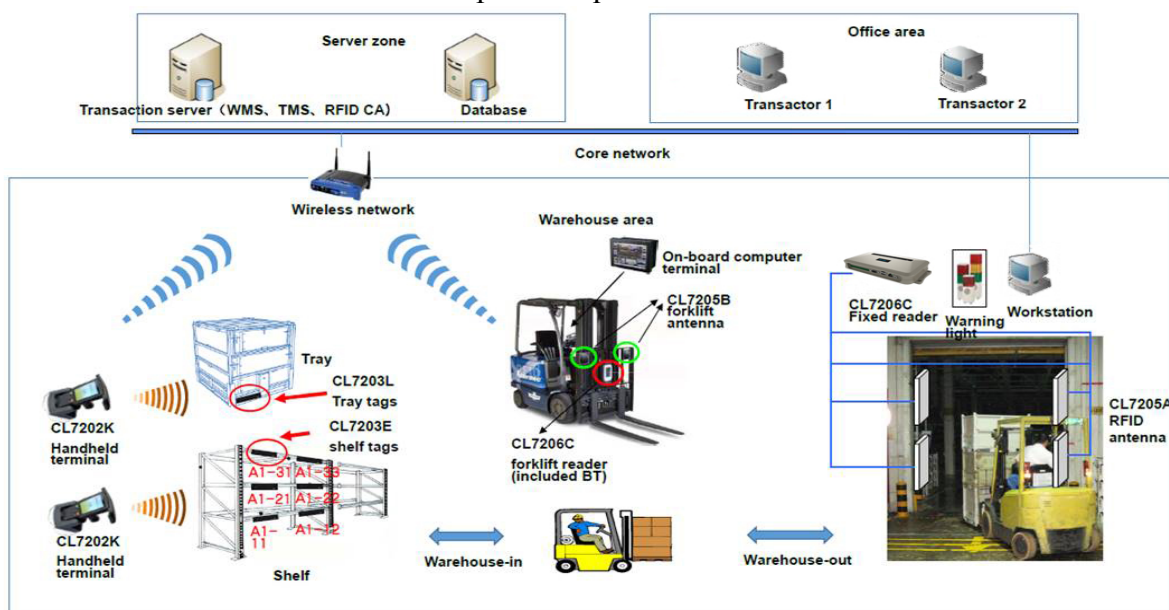 Server zone
Office area
Transaction server（WMS、TMS、RFID CA）
Database
Transactor 1
Transactor 2
Core network
Wireless network
Warehouse area
On-board computer
terminal
CL7205B
forklift
antenna
CL7206C
Fixed reader
Warning
light
Workstation
Tray
CL7203L
Tray tags
CL7202K
Handheld
terminal
CL7203E
shelf tags
A1-31
A1-33
A1-21
A1-22
A1-
11
A1-12
CL7206C
forklift reader
(included BT)
CL7205A
RFID
antenna
CL7202K
Handheld
terminal
Shelf
Warehouse-in
Warehouse-out